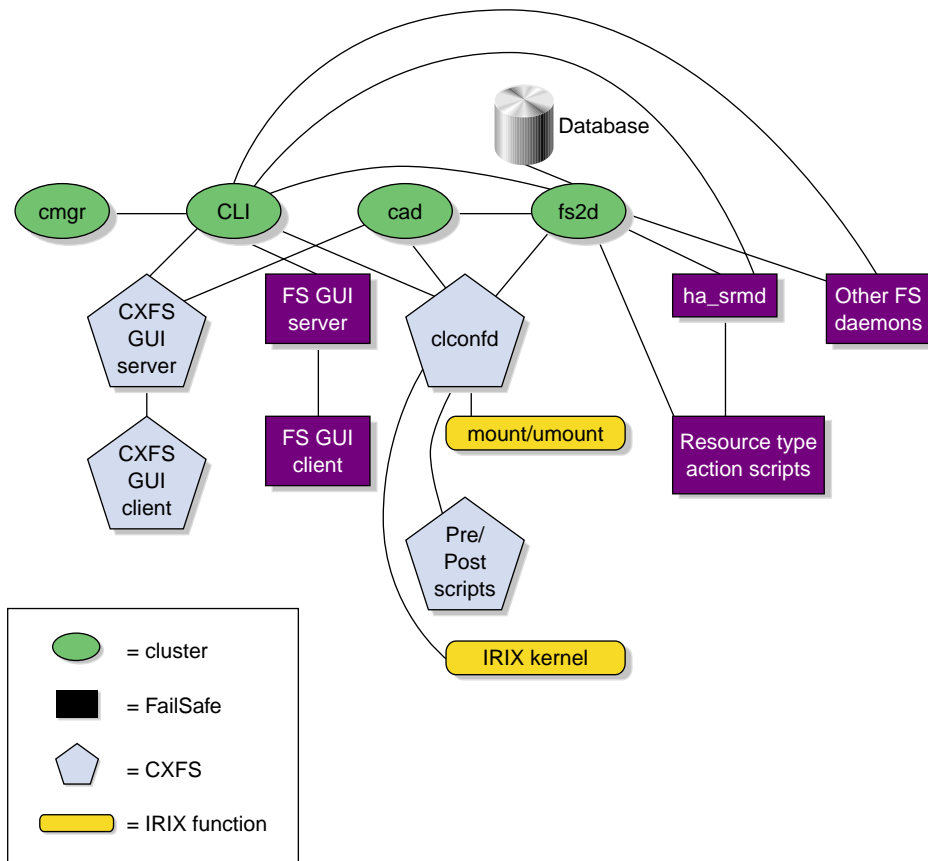 Database
cmgr
CLI
cad
fs2d
CXFS
GUI
server
FS GUI
server
clconfd
ha_srmd
Other FS
daemons
CXFS
GUI
client
FS GUI
client
mount/umount
Resource type
action scripts
Pre/
Post
scripts
IRIX kernel
= cluster
= FailSafe
= CXFS
= IRIX function